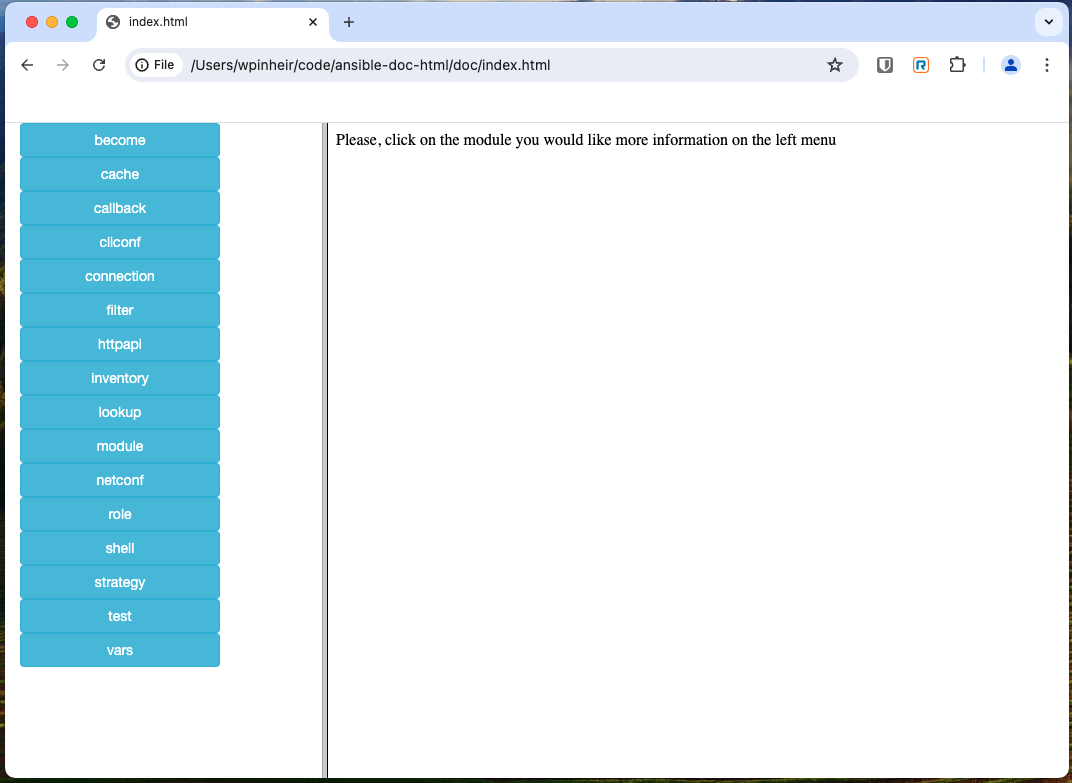 index.html
File
/Users/wpinheir/code/ansible-doc-html/doc/index.html
become
cache
callback
cliconf
connection
filter
httpapi
inventory
lookup
module
netconf
role
shell
strategy
test
vars
Please, click on the module you would like more information on the left menu